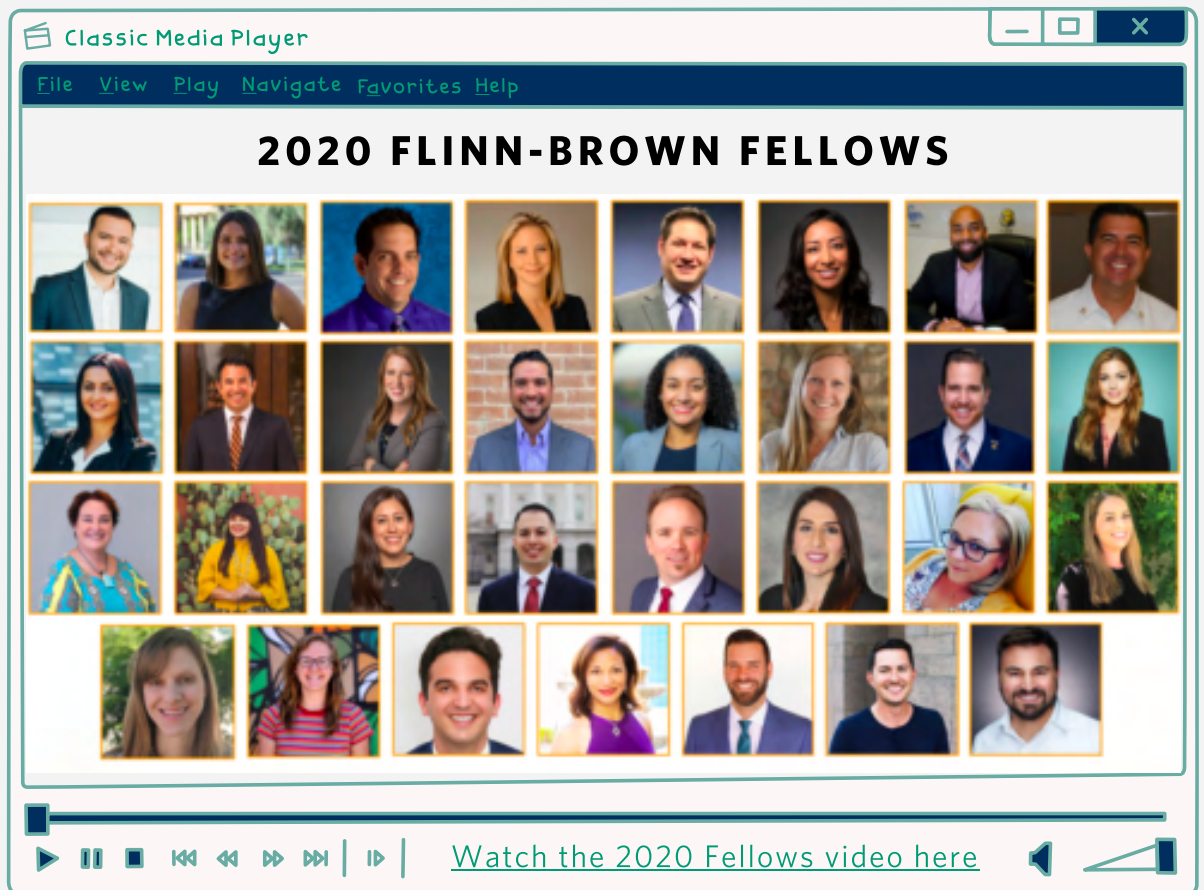 Classic Media Player
File View Play Navigate Favorites Help
2020 FLINN-BROWN FELLOWS
Watch the 2020 Fellows video here